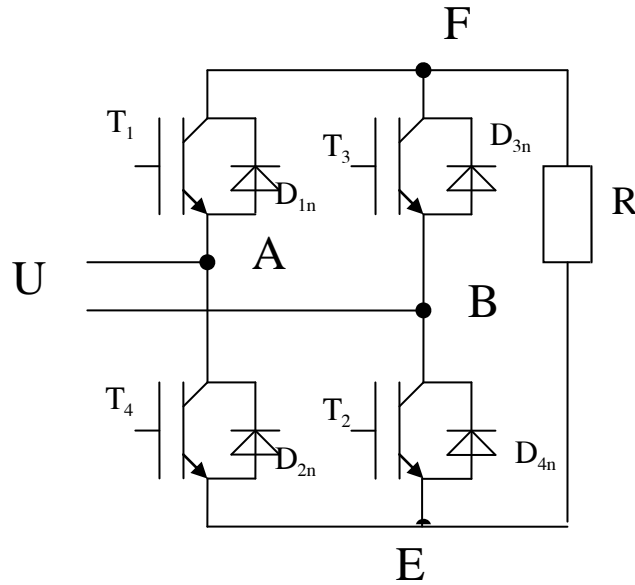 F
T₁
T₃
D₃ₙ
D₁ₙ
R
A
U
B
T₄
T₂
D₂ₙ
D₄ₙ
E